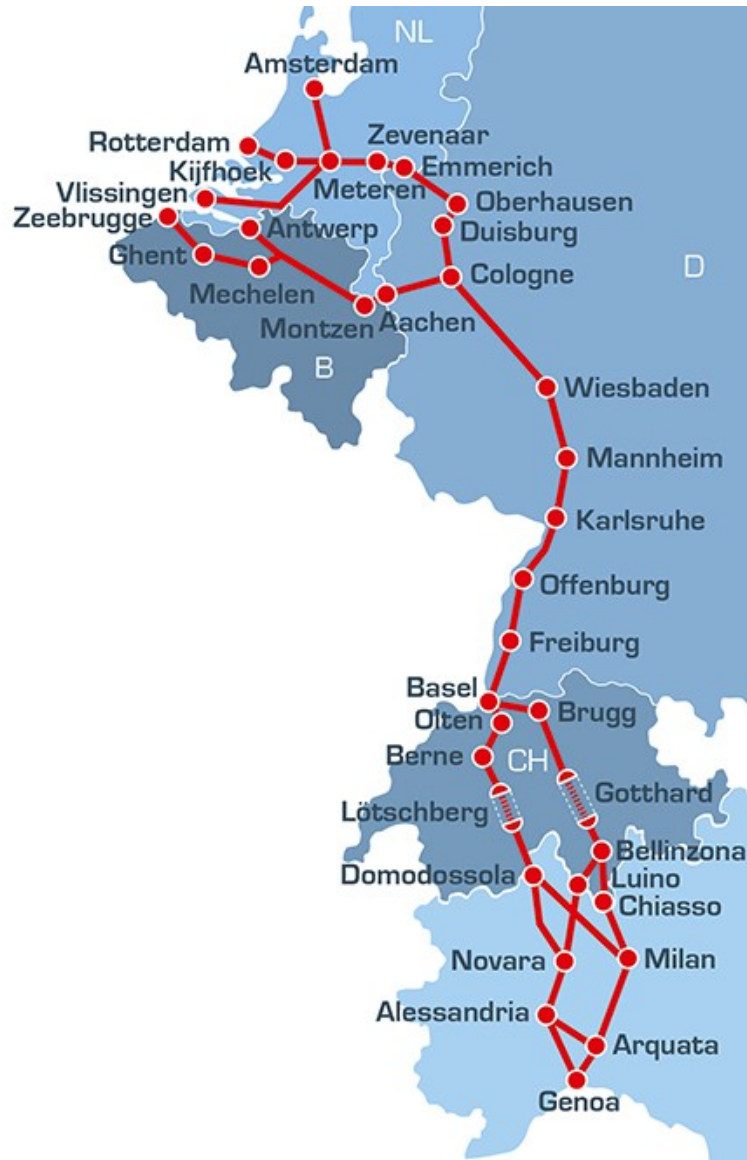 NL
Amsterdam
Rotterdam
Zevenaar
Kijfhoek
Emmerich
Meteren
Vlissingen
Oberhausen
Zeebrugge
Antwerp
Duisburg
Ghent
D
Mechelen
Cologne
Montzen
Aachen
B
Wiesbaden
Mannheim
Karlsruhe
Offenburg
Freiburg
Basel
Brugg
Olten
Berne
CH
Gotthard
Lötschberg
Bellinzona
Domodossola
Luino
Chiasso
Novara
Milan
Alessandria
Arquata
Genoa